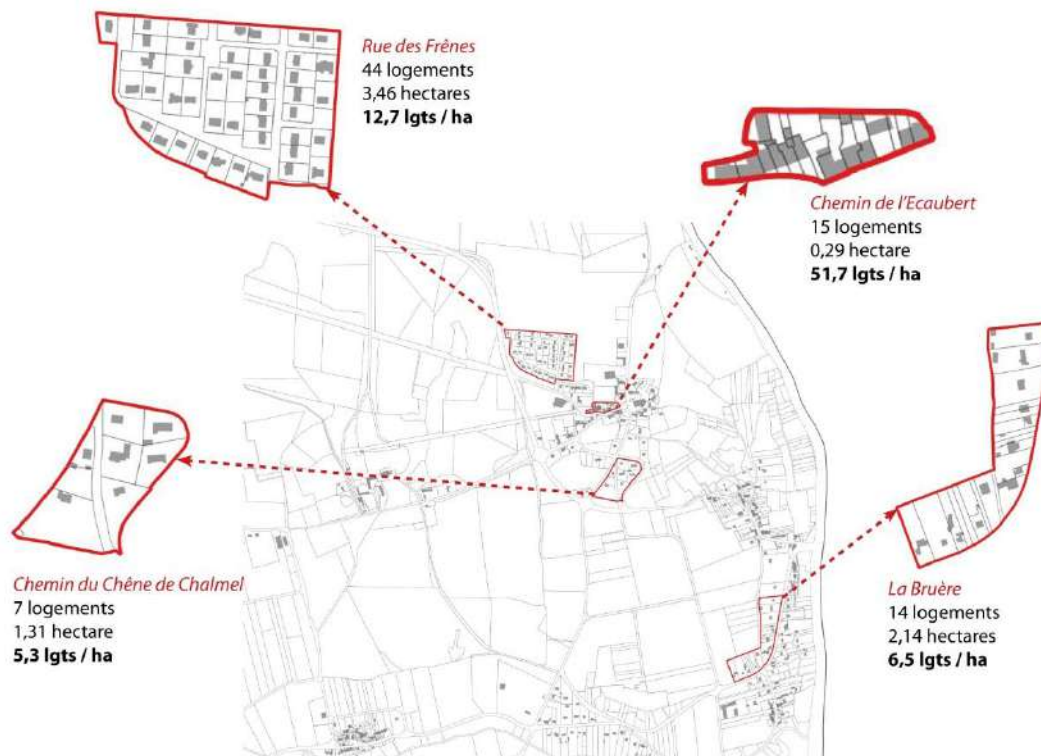 Rue des Frênes
44 logements
3,46 hectares
12,7 lgts / ha
Chemin de l'Ecaubert
15 logements
0,29 hectare
51,7 lgts / ha
Chemin du Chêne de Chalmel
7 logements
1,31 hectare
5,3 lgts / ha
La Bruère
14 logements
2,14 hectares
6,5 lgts / ha